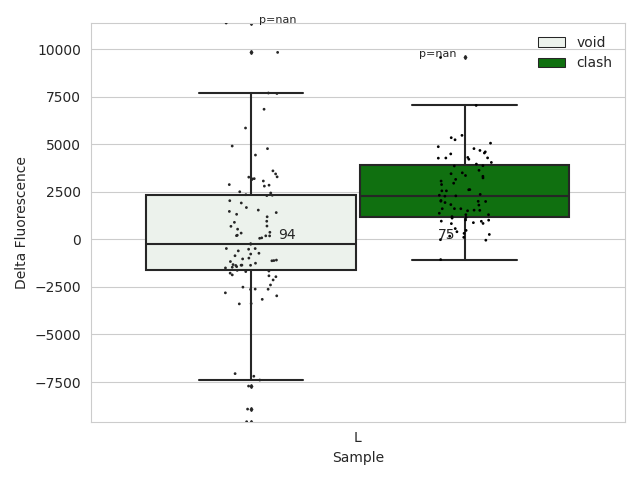 p=nan
p=nan
void
clash
10000
7500
5000
2500
0
−2500
−5000
−7500
94
75
Delta Fluorescence
L
Sample